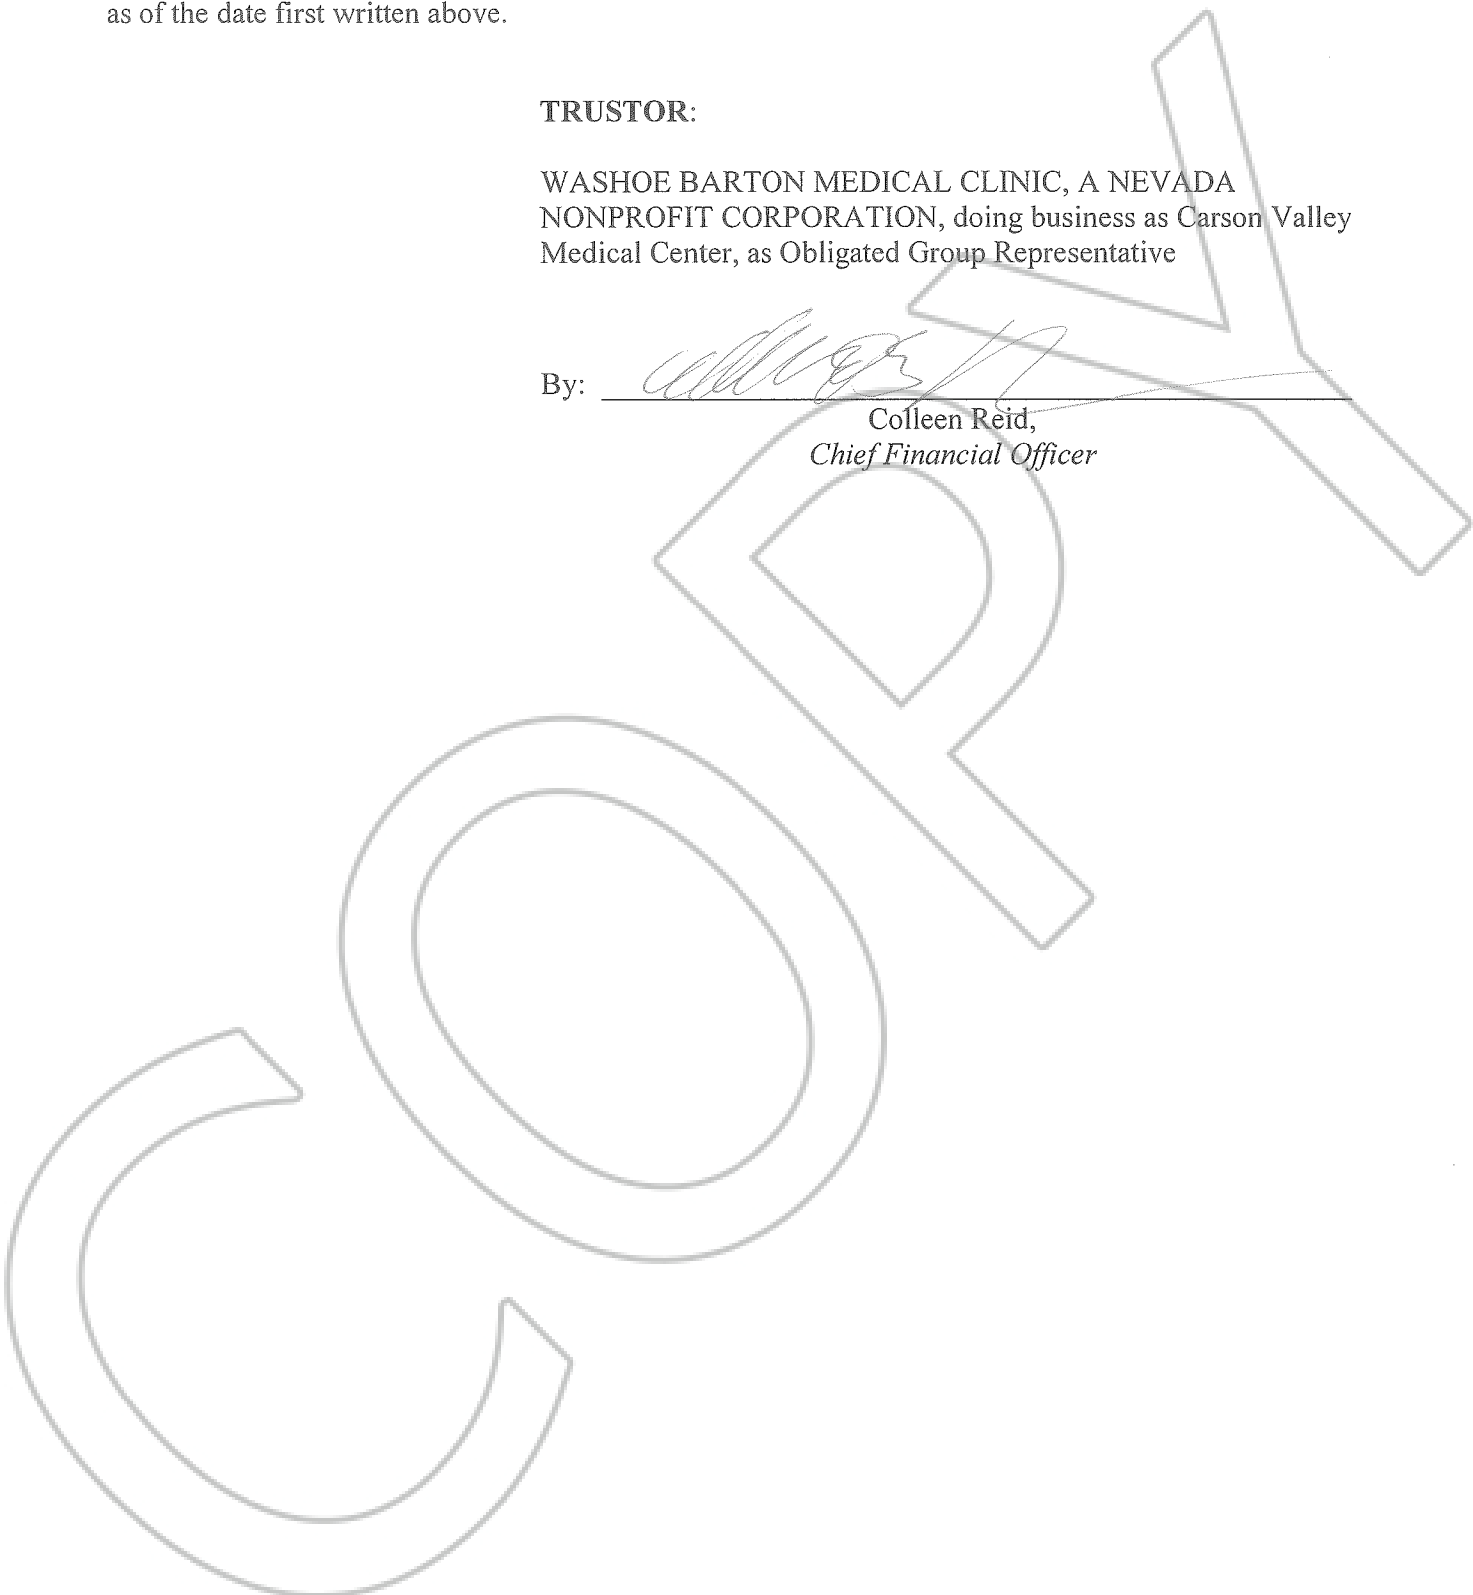 as of the date first written above.
TRUSTOR:
WASHOE BARTON MEDICAL CLINIC, A NEVADA
NONPROFIT CORPORATION, doing business as Carson Valley
Medical Center, as Obligated Group Representative
By:
Colleen Reid,
Chief Financial Officer
COPY